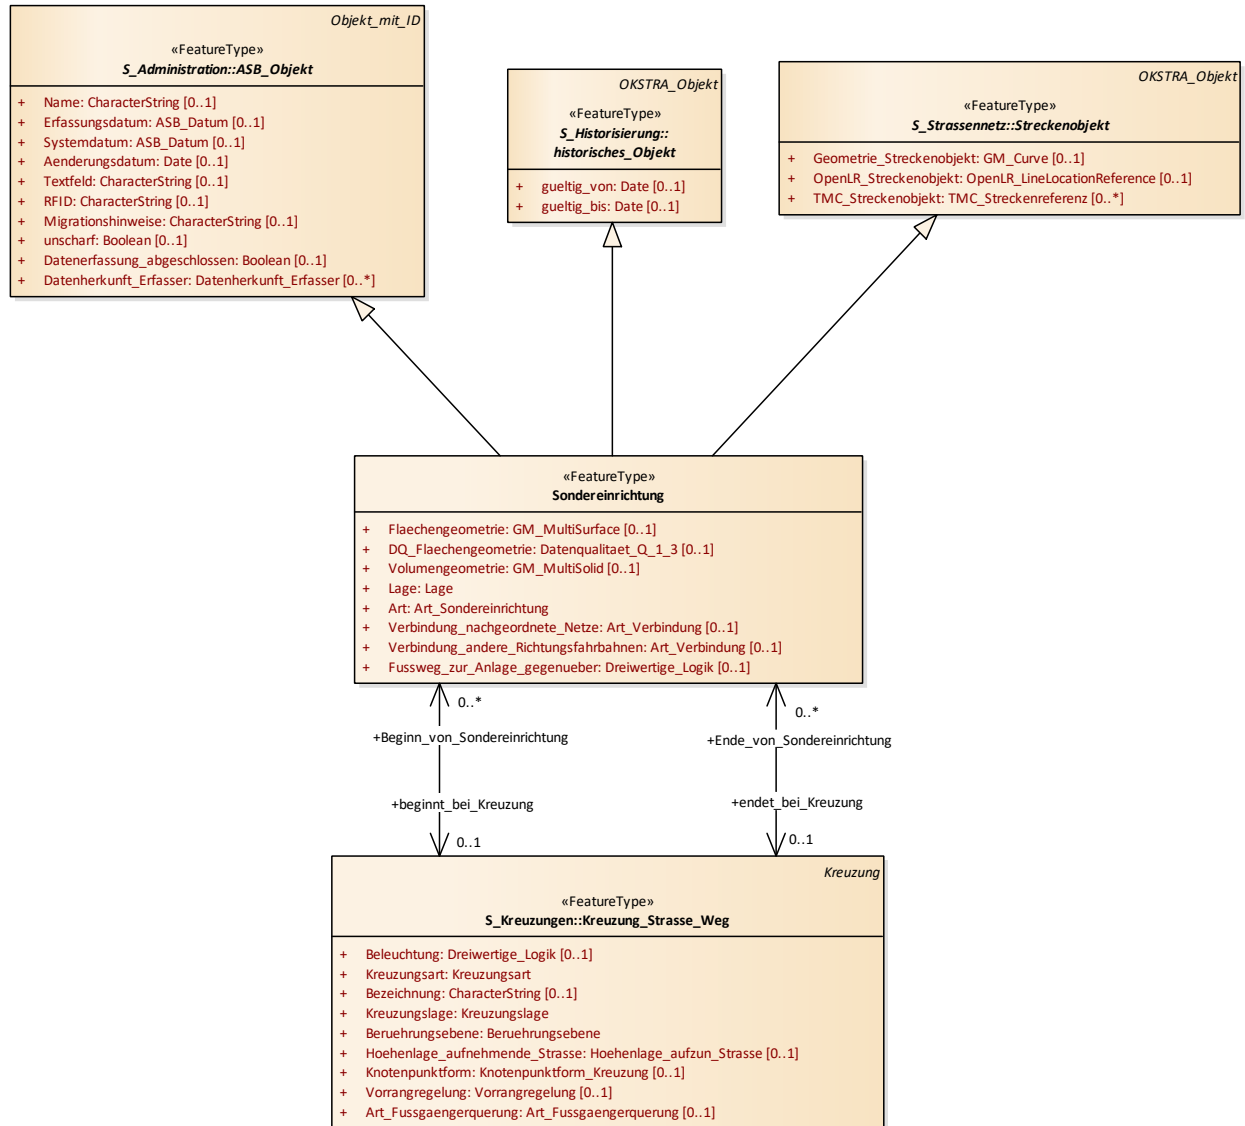 Objekt_mit_ID
«FeatureType»
S_Administration::ASB_Objekt
+ Name: CharacterString [0..1]
+ Erfassungsdatum: ASB_Datum [0..1]
+ Systemdatum: ASB_Datum [0..1]
+ Aenderungsdatum: Date [0..1]
+ Textfeld: CharacterString [0..1]
+ RFID: CharacterString [0..1]
+ Migrationshinweise: CharacterString [0..1]
+ unscharf: Boolean [0..1]
+ Datenerfassung_abgeschlossen: Boolean [0..1]
+ Datenherkunft_Erfasser: Datenherkunft_Erfasser [0..*]
OKSTRA_Objekt
«FeatureType»
S_Historisierung::
historisches_Objekt
+ gueltig_von: Date [0..1]
+ gueltig_bis: Date [0..1]
OKSTRA_Objekt
«FeatureType»
S_Strassennetz::Streckenobjekt
+ Geometrie_Streckenobjekt: GM_Curve [0..1]
+ OpenLR_Streckenobjekt: OpenLR_LineLocationReference [0..1]
+ TMC_Streckenobjekt: TMC_Streckenreferenz [0..*]
«FeatureType»
Sondereinrichtung
+ Flaechengeometrie: GM_MultiSurface [0..1]
+ DQ_Flaechengeometrie: Datenqualitaet_Q_1_3 [0..1]
+ Volumengeometrie: GM_MultiSolid [0..1]
+ Lage: Lage
+ Art: Art_Sondereinrichtung
+ Verbindung_nachgeordnete_Netze: Art_Verbindung [0..1]
+ Verbindung_andere_Richtungsfahrbahnen: Art_Verbindung [0..1]
+ Fussweg_zur_Anlage_gegenueber: Dreiwertige_Logik [0..1]
0..*
+Beginn_von_Sondereinrichtung
+beginnt_bei_Kreuzung
0..1
0..*
+Ende_von_Sondereinrichtung
+endet_bei_Kreuzung
0..1
Kreuzung
«FeatureType»
S_Kreuzungen::Kreuzung_Strasse_Weg
+ Beleuchtung: Dreiwertige_Logik [0..1]
+ Kreuzungsart: Kreuzungsart
+ Bezeichnung: CharacterString [0..1]
+ Kreuzungslage: Kreuzungslage
+ Beruehrungsebene: Beruehrungsebene
+ Hoehenlage_aufnehmende_Strasse: Hoehenlage_aufzun_Strasse [0..1]
+ Knotenpunktform: Knotenpunktform_Kreuzung [0..1]
+ Vorrangregelung: Vorrangregelung [0..1]
+ Art_Fussgaengerquerung: Art_Fussgaengerquerung [0..1]